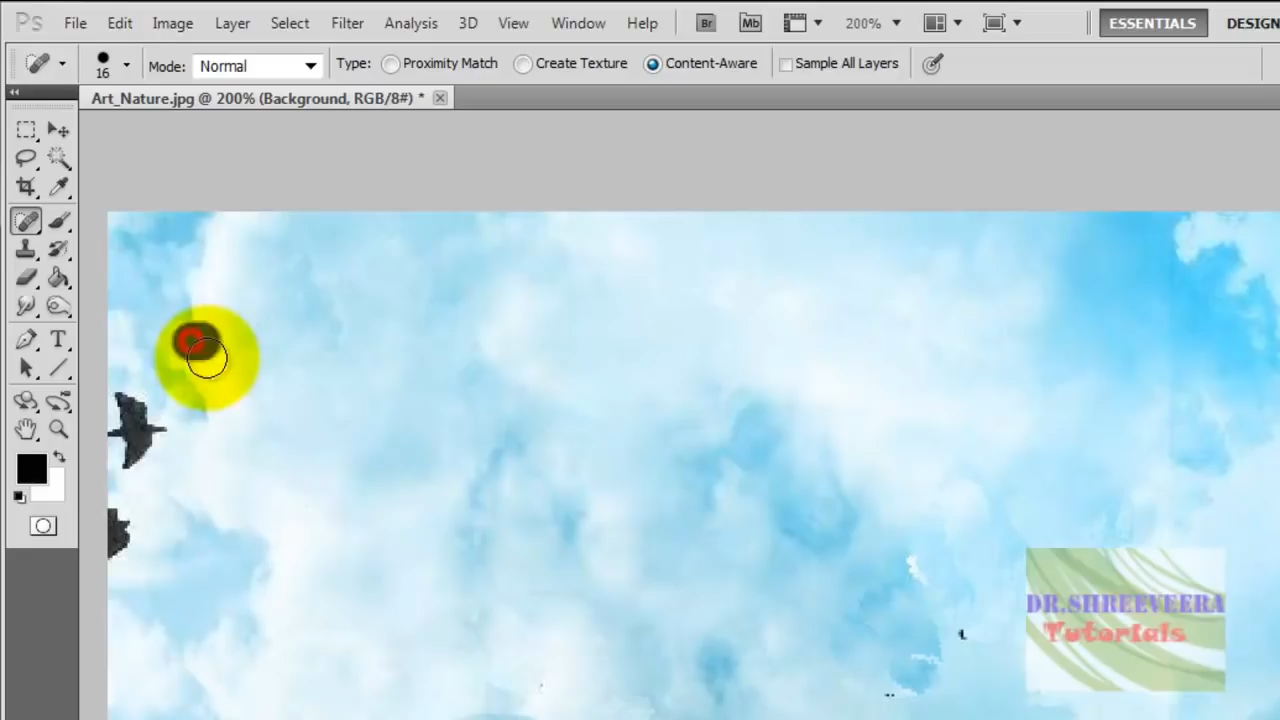 Ps File Edit Image Layer Select Filter Analysis 3D View Window Help Br Mb 200% ESSENTIALS DESIGN
16 Mode: Normal Type: Proximity Match Create Texture Content-Aware Sample All Layers
Art_Nature.jpg @ 200% (Background, RGB/8#) *
T
DR.SHREEVEERA
Tutorials